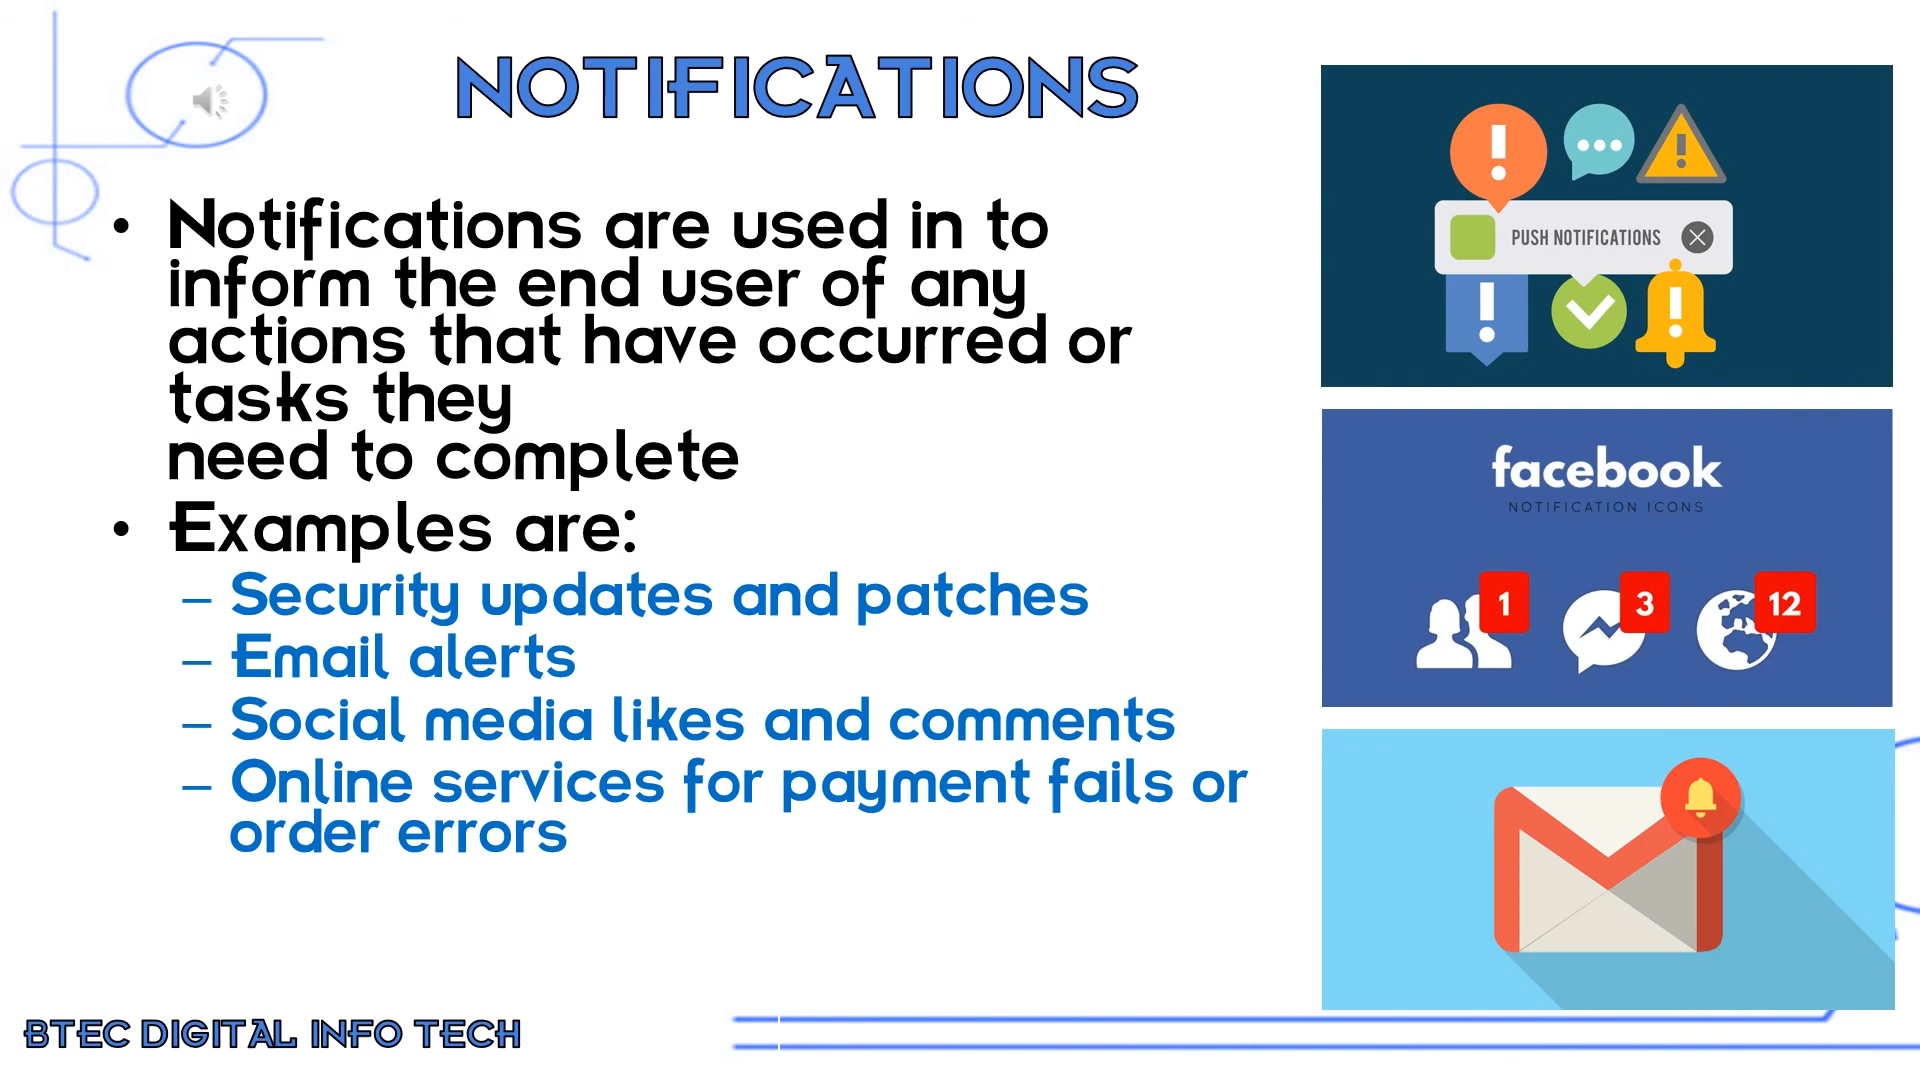 NOTIFICATIONS
• Notifications are used in to
inform the end user of any
actions that have occurred or
tasks they
need to complete
• Examples are:
– Security updates and patches
– Email alerts
– Social media likes and comments
– Online services for payment fails or
order errors
PUSH NOTIFICATIONS
facebook
NOTIFICATION ICONS
1 3 12
BTEC DIGITAL INFO TECH